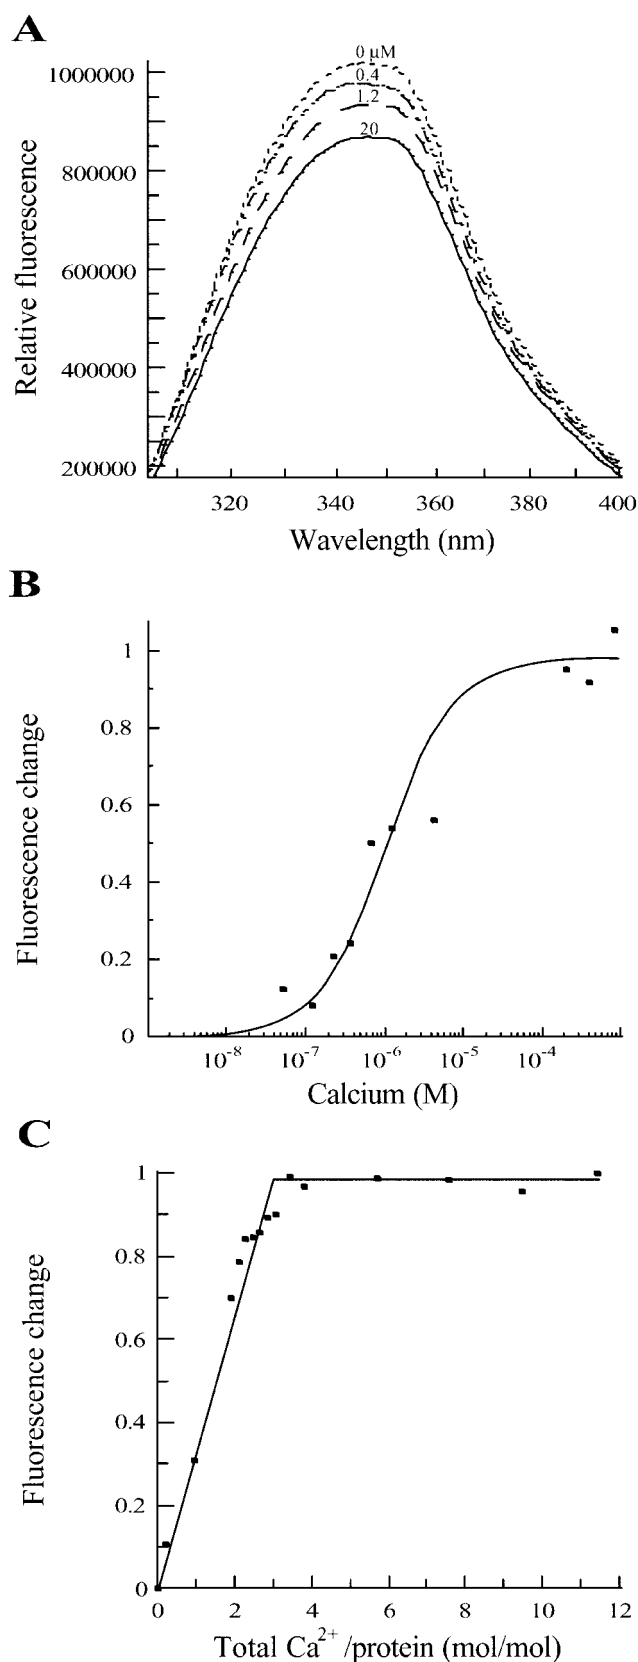 A
0 µM
0.4
1.2
20
1000000
800000
600000
400000
200000
Relative fluorescence
320 340 360 380 400
Wavelength (nm)
B
1
0.8
0.6
0.4
0.2
0
Fluorescence change
10⁻⁸ 10⁻⁷ 10⁻⁶ 10⁻⁵ 10⁻⁴
Calcium (M)
C
1
0.8
0.6
0.4
0.2
0
Fluorescence change
0 2 4 6 8 10 12
Total Ca²⁺ /protein (mol/mol)